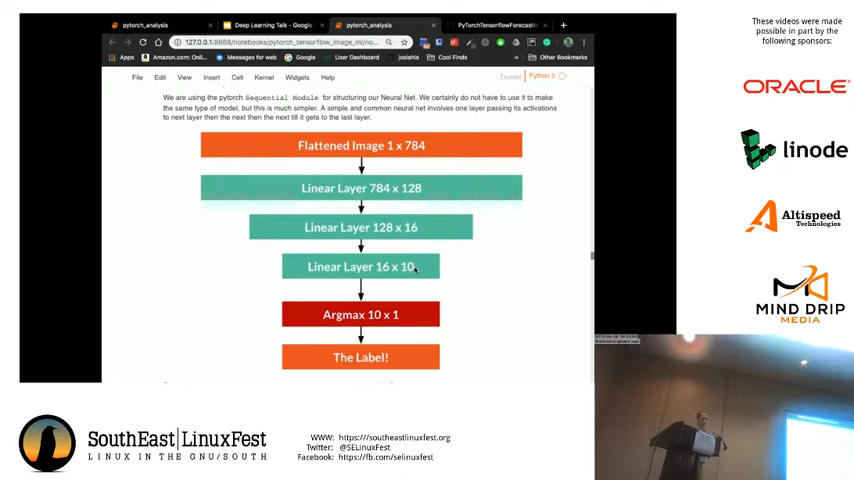 pytorch_analysis
Deep Learning Talk - Google
pytorch_analysis
PyTorchTensorflowForecastM
127.0.0.1:8888/notebooks/pytorch_tensorflow_image_ml/no...
Apps
Amazon.com: Onlin...
Messages for web
Google
User Dashboard
josiahls
Cool Finds
Other Bookmarks
File Edit View Insert Cell Kernel Widgets Help
Trusted
Python 3
We are using the pytorch Sequential Module for structuring our Neural Net. We certainly do not have to use it to make
the same type of model, but this is much simpler. A simple and common neural net involves one layer passing its activations
to next layer then the next then the next till it gets to the last layer.
Flattened Image 1 x 784
Linear Layer 784 x 128
Linear Layer 128 x 16
Linear Layer 16 x 10
Argmax 10 x 1
The Label!
These videos were made
possible in part by the
following sponsors:
ORACLE
linode
Altispeed
Technologies
MIND DRIP
MEDIA
SouthEast|LinuxFest
LINUX IN THE GNU/SOUTH
WWW: https:///southeastlinuxfest.org
Twitter: @SELinuxFest
Facebook: https://fb.com/selinuxfest